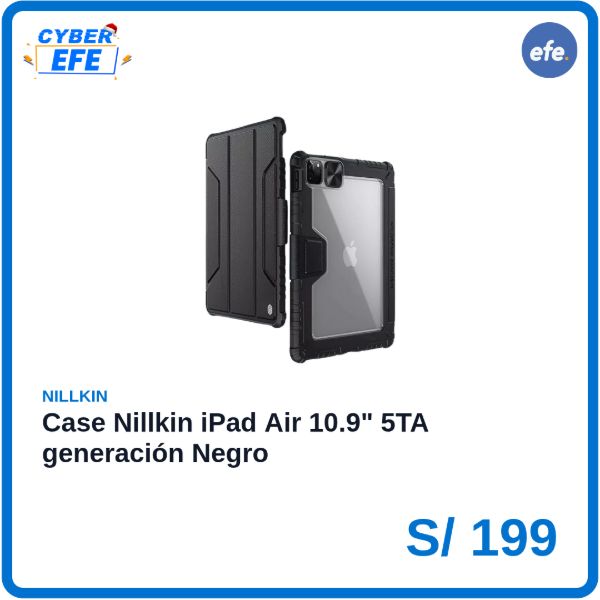 CYBER
EFE
efe.
NILLKIN
Case Nillkin iPad Air 10.9" 5TA
generación Negro
S/ 199